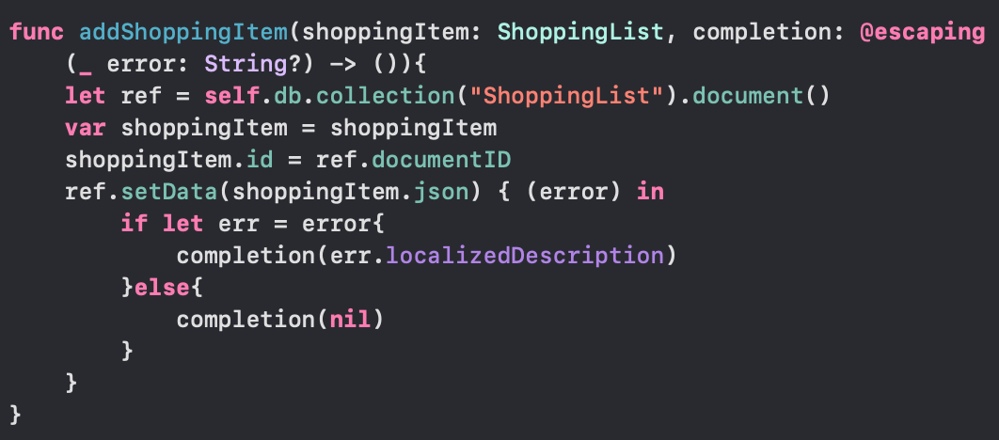 func addShoppingItem(shoppingItem: ShoppingList, completion: @escaping
(_ error: String?) -> ()){
let ref = self.db.collection("ShoppingList").document()
var shoppingItem = shoppingItem
shoppingItem.id = ref.documentID
ref.setData(shoppingItem.json) { (error) in
if let err = error{
completion(err.localizedDescription)
}else{
completion(nil)
}
}
}